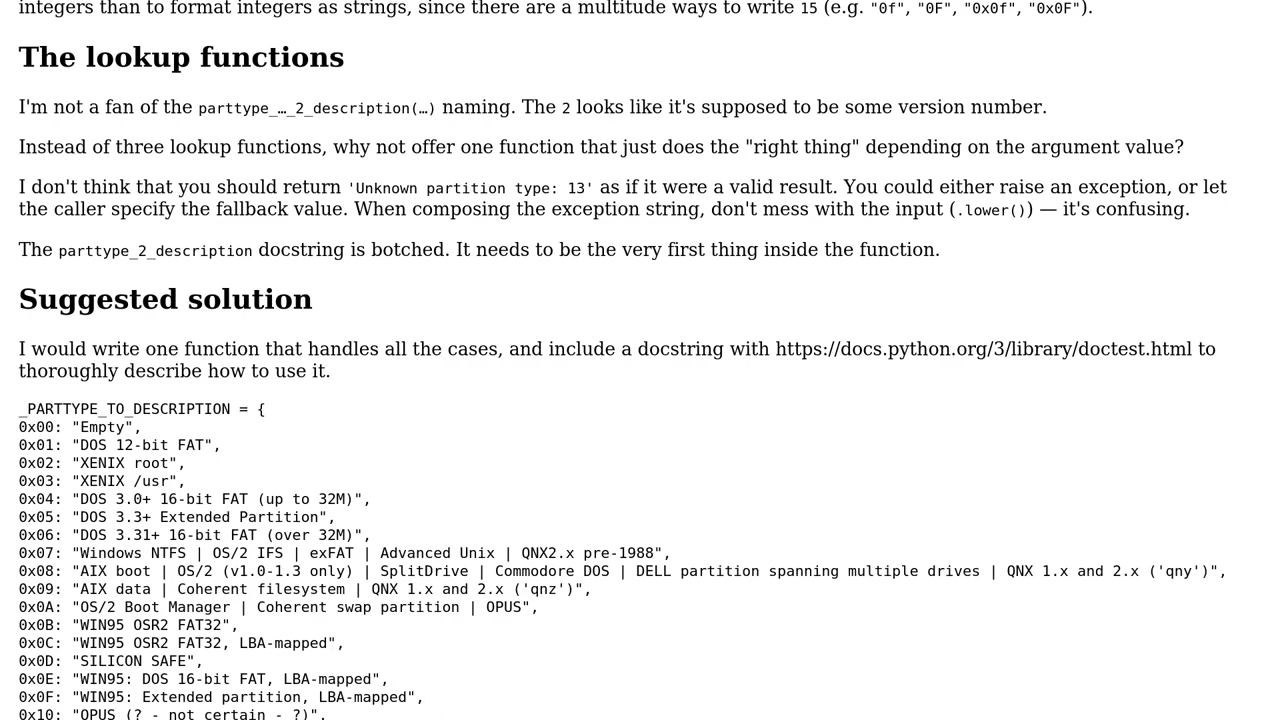 integers than to format integers as strings, since there are a multitude ways to write 15 (e.g. "0f", "0F", "0x0f", "0x0F").
The lookup functions
I'm not a fan of the parttype_…_2_description(…) naming. The 2 looks like it's supposed to be some version number.
Instead of three lookup functions, why not offer one function that just does the "right thing" depending on the argument value?
I don't think that you should return 'Unknown partition type: 13' as if it were a valid result. You could either raise an exception, or let
the caller specify the fallback value. When composing the exception string, don't mess with the input (.lower()) — it's confusing.
The parttype_2_description docstring is botched. It needs to be the very first thing inside the function.
Suggested solution
I would write one function that handles all the cases, and include a docstring with https://docs.python.org/3/library/doctest.html to
thoroughly describe how to use it.
_PARTTYPE_TO_DESCRIPTION = {
0x00: "Empty",
0x01: "DOS 12-bit FAT",
0x02: "XENIX root",
0x03: "XENIX /usr",
0x04: "DOS 3.0+ 16-bit FAT (up to 32M)",
0x05: "DOS 3.3+ Extended Partition",
0x06: "DOS 3.31+ 16-bit FAT (over 32M)",
0x07: "Windows NTFS | OS/2 IFS | exFAT | Advanced Unix | QNX2.x pre-1988",
0x08: "AIX boot | OS/2 (v1.0-1.3 only) | SplitDrive | Commodore DOS | DELL partition spanning multiple drives | QNX 1.x and 2.x ('qny')",
0x09: "AIX data | Coherent filesystem | QNX 1.x and 2.x ('qnz')",
0x0A: "OS/2 Boot Manager | Coherent swap partition | OPUS",
0x0B: "WIN95 OSR2 FAT32",
0x0C: "WIN95 OSR2 FAT32, LBA-mapped",
0x0D: "SILICON SAFE",
0x0E: "WIN95: DOS 16-bit FAT, LBA-mapped",
0x0F: "WIN95: Extended partition, LBA-mapped",
0x10: "OPUS (? - not certain - ?)",